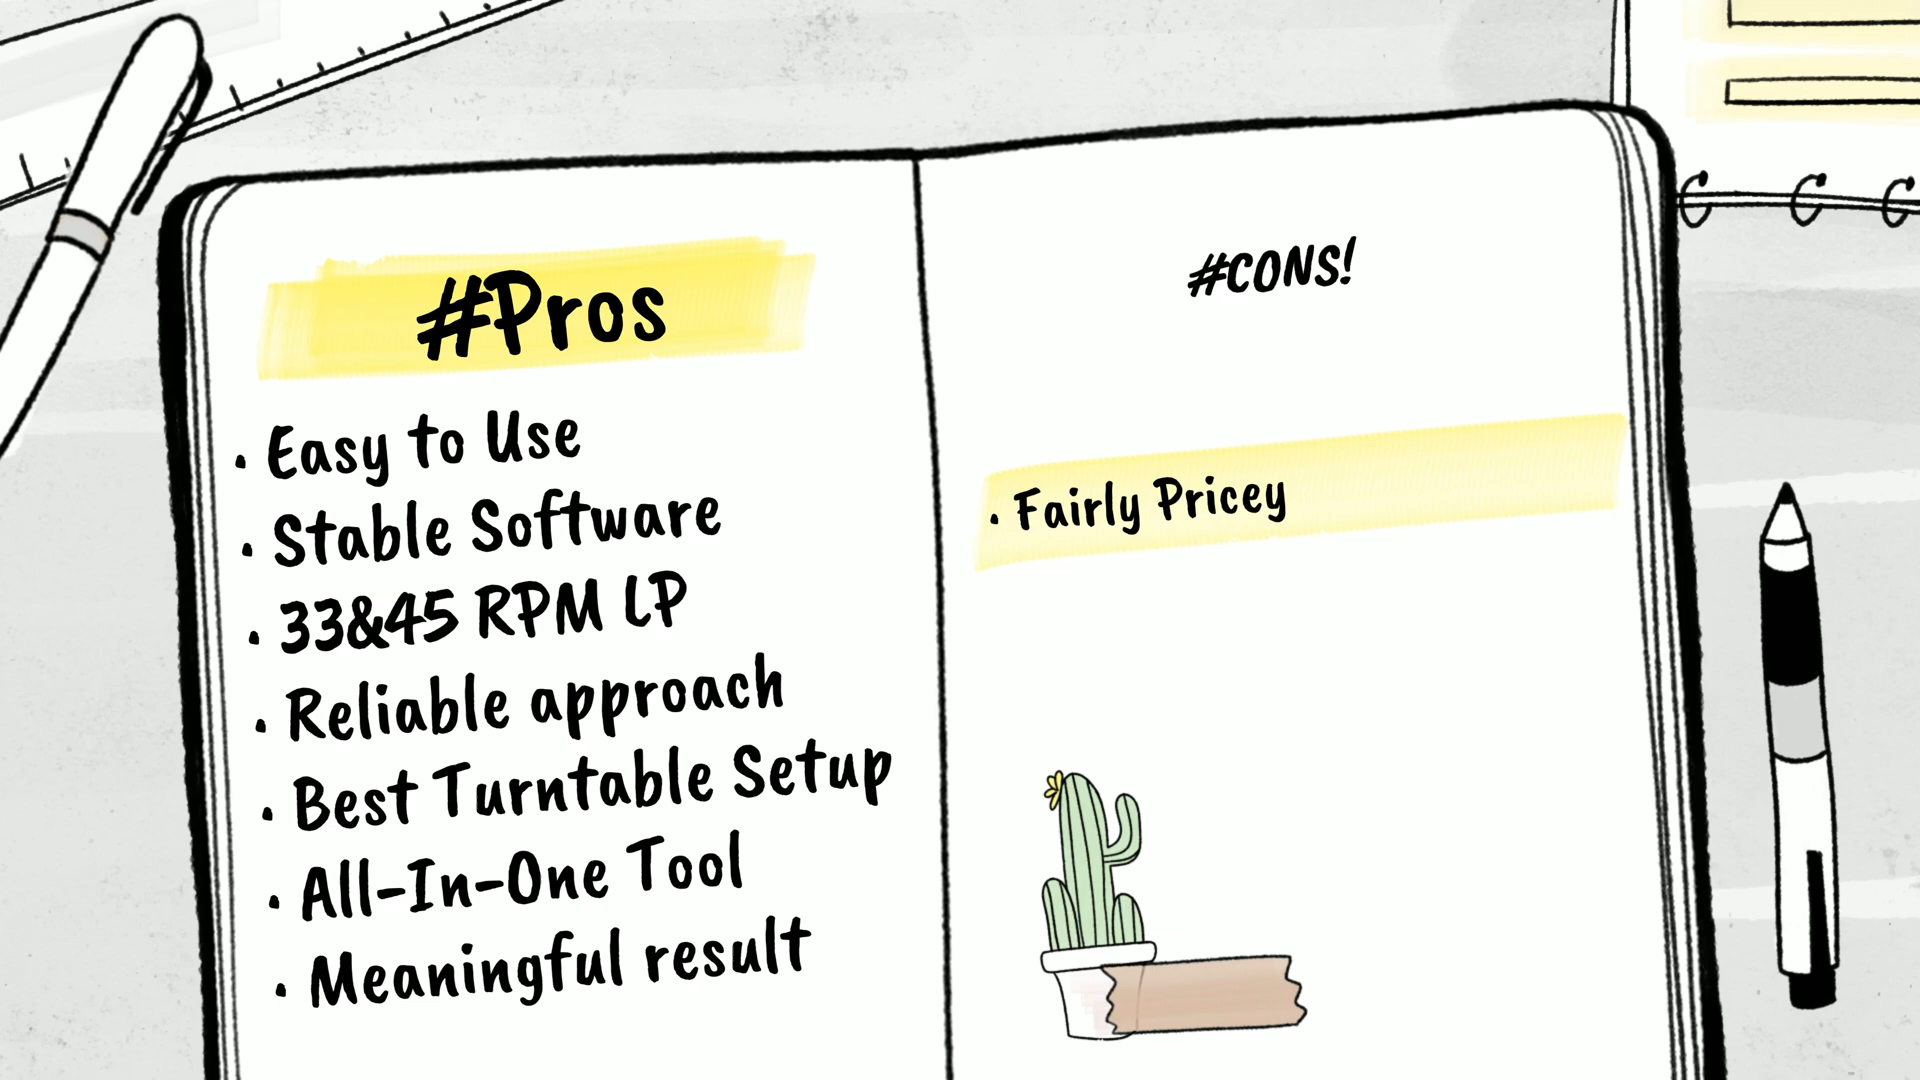 #Pros
· Easy to Use
· Stable Software
· 33&45 RPM LP
· Reliable approach
· Best Turntable Setup
· All-In-One Tool
· Meaningful result
#CONS!
· Fairly Pricey